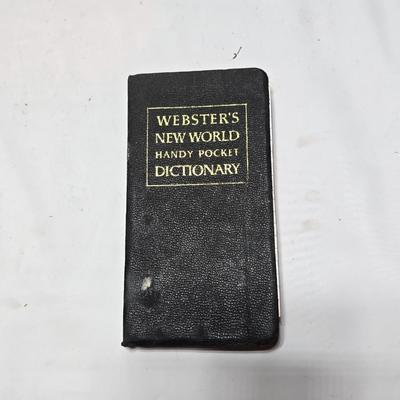 WEBSTER'S
NEW WORLD
HANDY POCKET
DICTIONARY